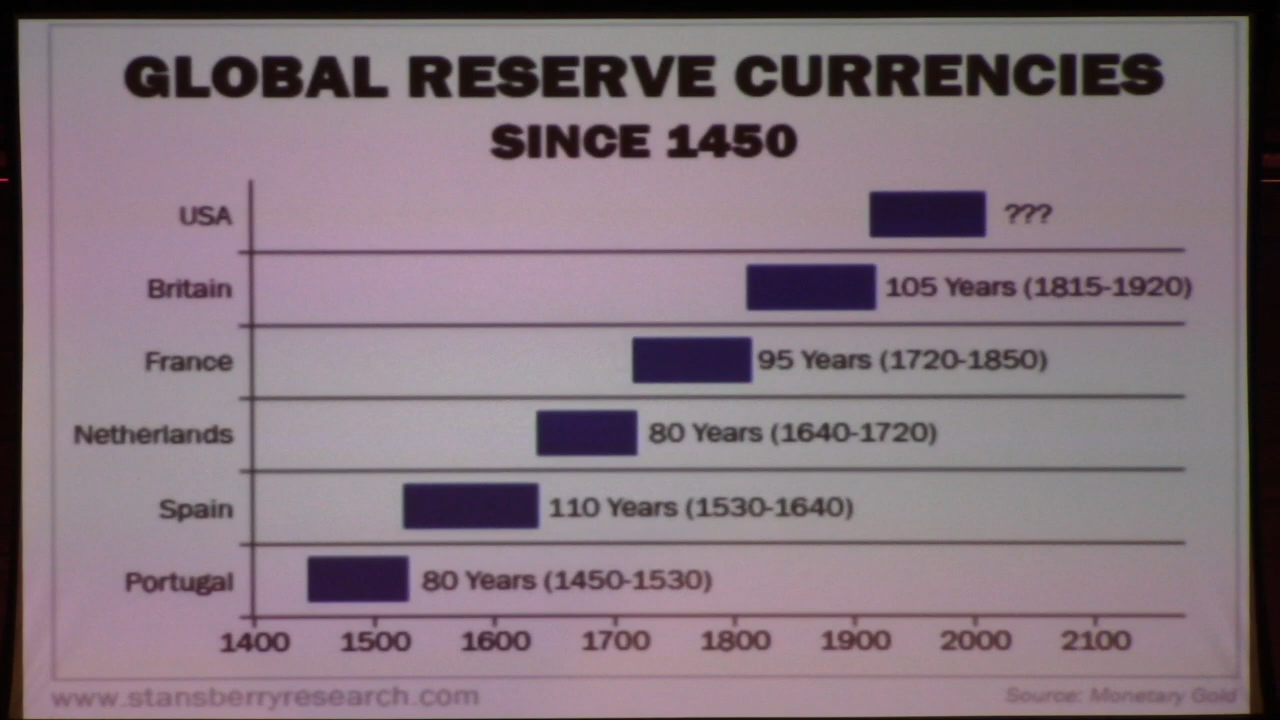 GLOBAL RESERVE CURRENCIES
SINCE 1450
USA ???
Britain 105 Years (1815-1920)
France 95 Years (1720-1850)
Netherlands 80 Years (1640-1720)
Spain 110 Years (1530-1640)
Portugal 80 Years (1450-1530)
1400 1500 1600 1700 1800 1900 2000 2100
www.stansberryresearch.com Source: Monetary Gold